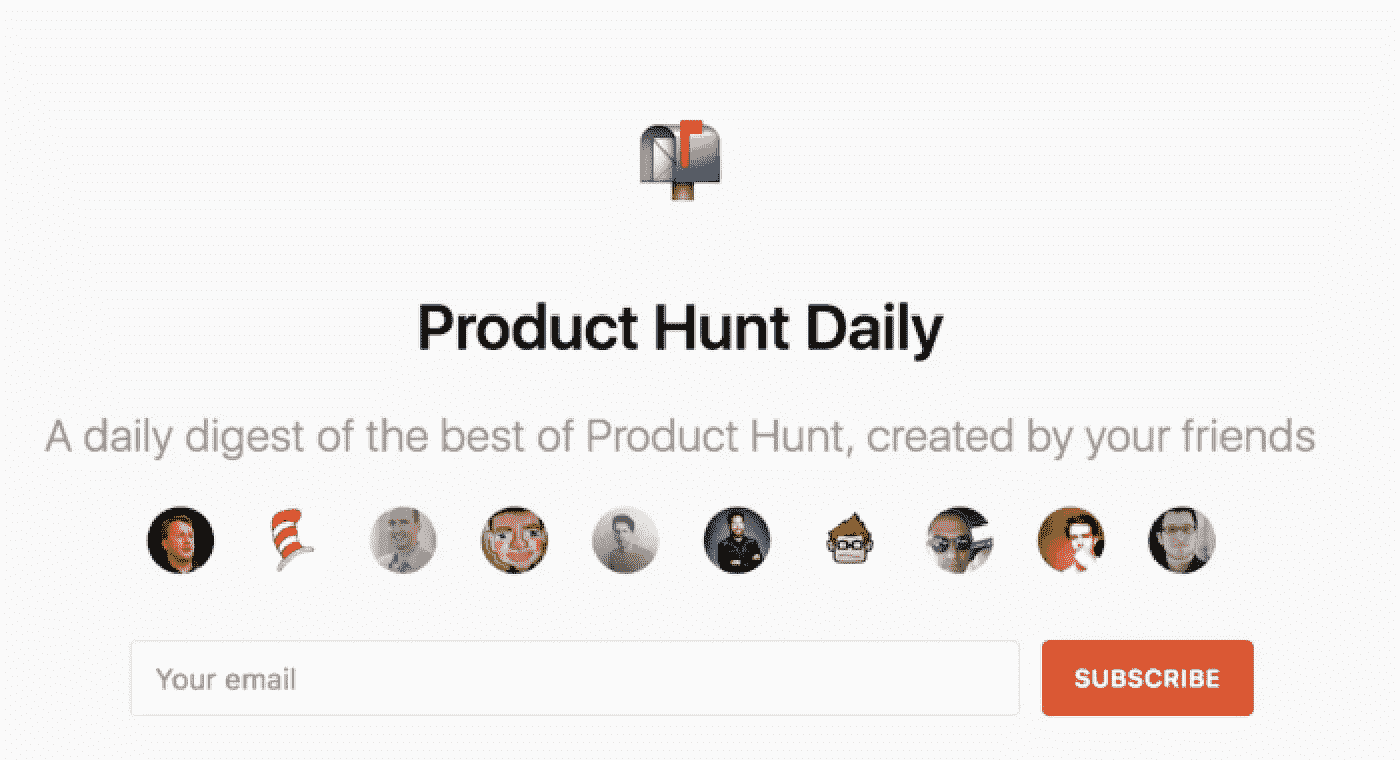 Product Hunt Daily
A daily digest of the best of Product Hunt, created by your friends
Your email
SUBSCRIBE